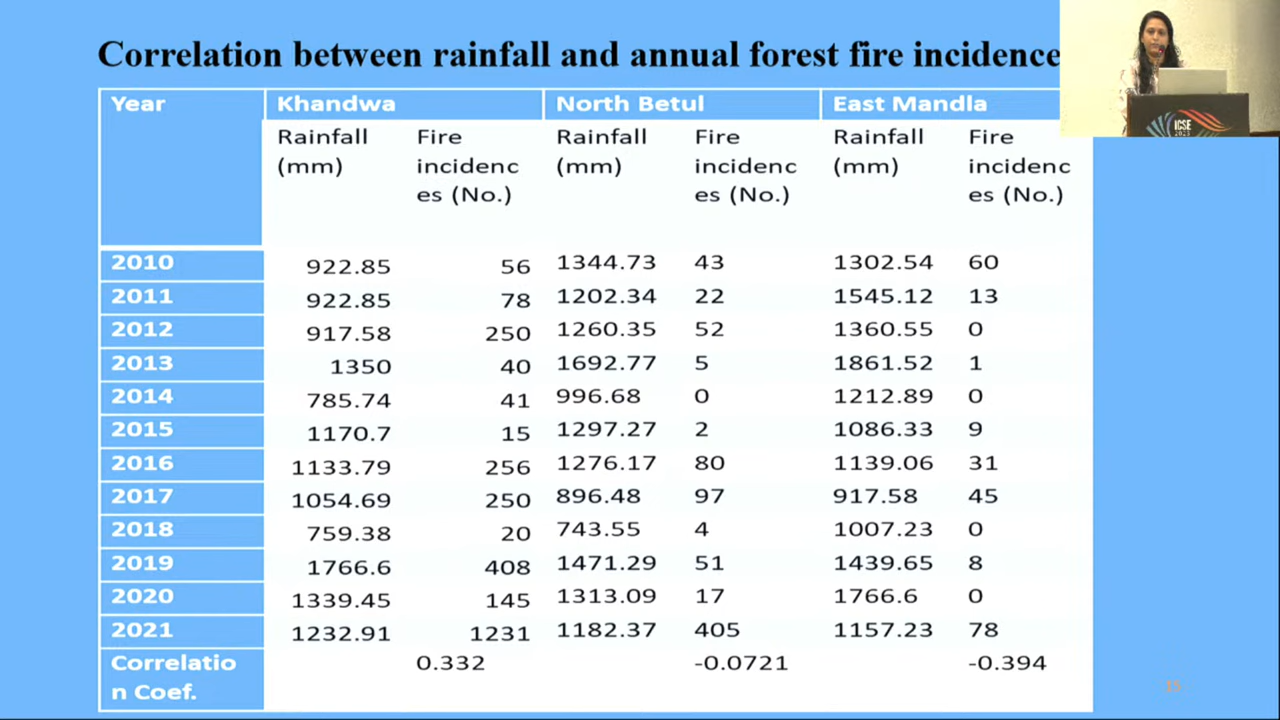 Correlation between rainfall and annual forest fire incidence
Year Khandwa North Betul East Mandla
Rainfall (mm) Fire incidenc es (No.) Rainfall (mm) Fire incidenc es (No.) Rainfall (mm) Fire incidenc es (No.)
2010 922.85 56 1344.73 43 1302.54 60
2011 922.85 78 1202.34 22 1545.12 13
2012 917.58 250 1260.35 52 1360.55 0
2013 1350 40 1692.77 5 1861.52 1
2014 785.74 41 996.68 0 1212.89 0
2015 1170.7 15 1297.27 2 1086.33 9
2016 1133.79 256 1276.17 80 1139.06 31
2017 1054.69 250 896.48 97 917.58 45
2018 759.38 20 743.55 4 1007.23 0
2019 1766.6 408 1471.29 51 1439.65 8
2020 1339.45 145 1313.09 17 1766.6 0
2021 1232.91 1231 1182.37 405 1157.23 78
Correlatio n Coef. 0.332 -0.0721 -0.394
ICSE